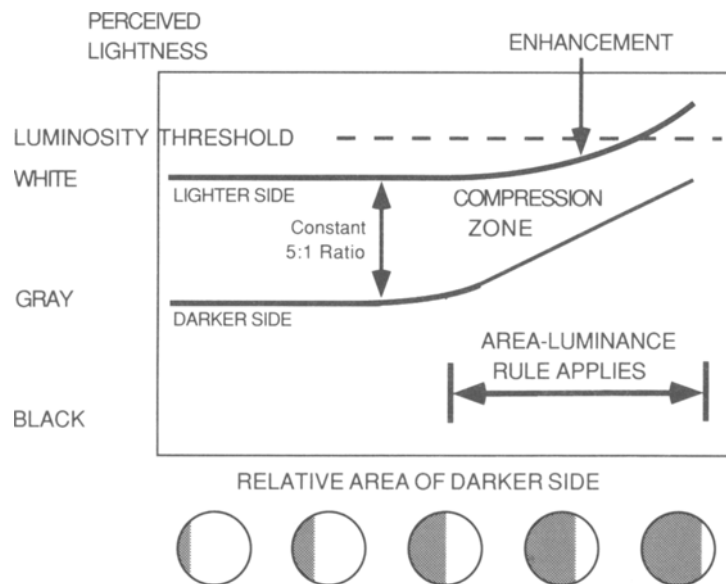 PERCEIVED
LIGHTNESS
ENHANCEMENT
LUMINOSITY THRESHOLD
WHITE
LIGHTER SIDE
COMPRESSION
ZONE
Constant
5:1 Ratio
GRAY
DARKER SIDE
AREA-LUMINANCE
RULE APPLIES
BLACK
RELATIVE AREA OF DARKER SIDE